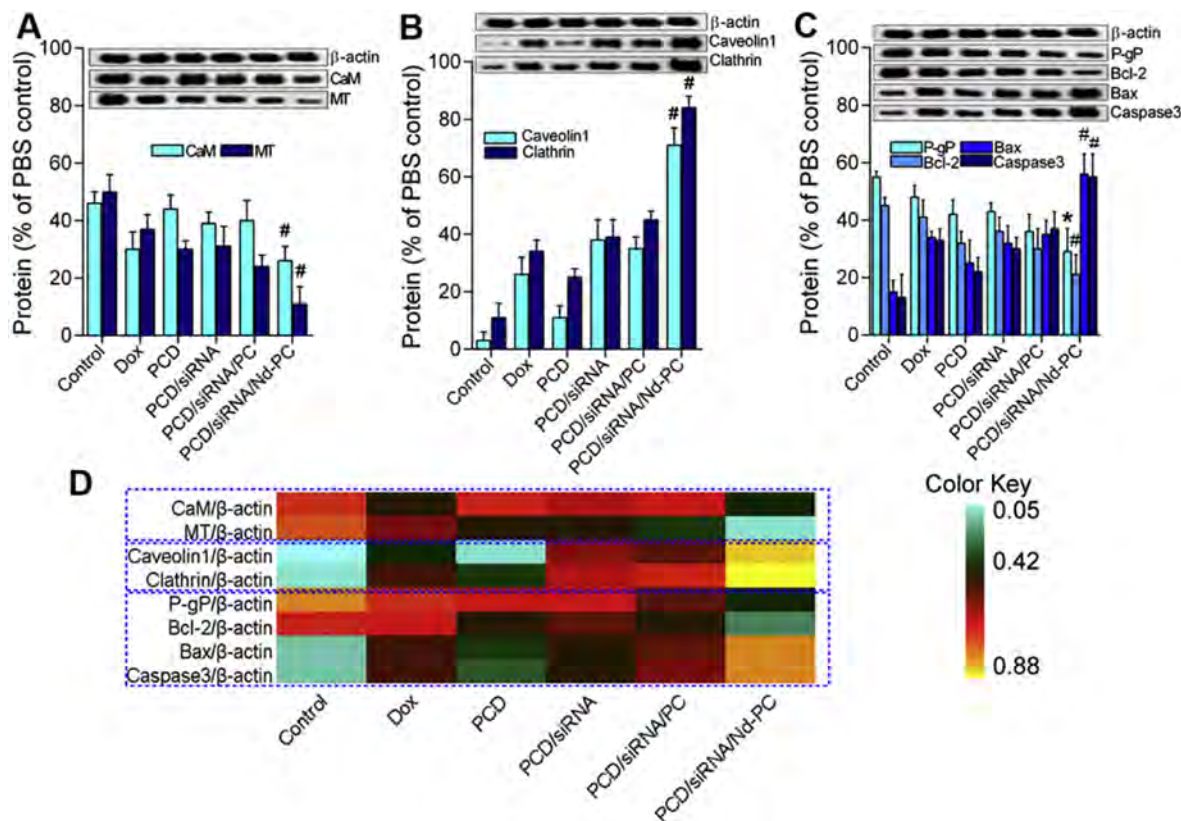 A
β-actin
CaM
MT
100
80
60
40
20
0
Protein (% of PBS control)
CaM MT
#
#
Control
Dox
PCD
PCD/siRNA
PCD/siRNA/PC
PCD/siRNA/Nd-PC
B
β-actin
Caveolin1
Clathrin
100
80
60
40
20
0
Protein (% of PBS control)
Caveolin1
Clathrin
#
#
Control
Dox
PCD
PCD/siRNA
PCD/siRNA/PC
PCD/siRNA/Nd-PC
C
β-actin
P-gP
Bcl-2
Bax
Caspase3
100
80
60
40
20
0
Protein (% of PBS control)
P-gP Bax
Bcl-2 Caspase3
*
#
#
#
Control
Dox
PCD
PCD/siRNA
PCD/siRNA/PC
PCD/siRNA/Nd-PC
D
CaM/β-actin
MT/β-actin
Caveolin1/β-actin
Clathrin/β-actin
P-gP/β-actin
Bcl-2/β-actin
Bax/β-actin
Caspase3/β-actin
Control
Dox
PCD
PCD/siRNA
PCD/siRNA/PC
PCD/siRNA/Nd-PC
Color Key
0.05
0.42
0.88